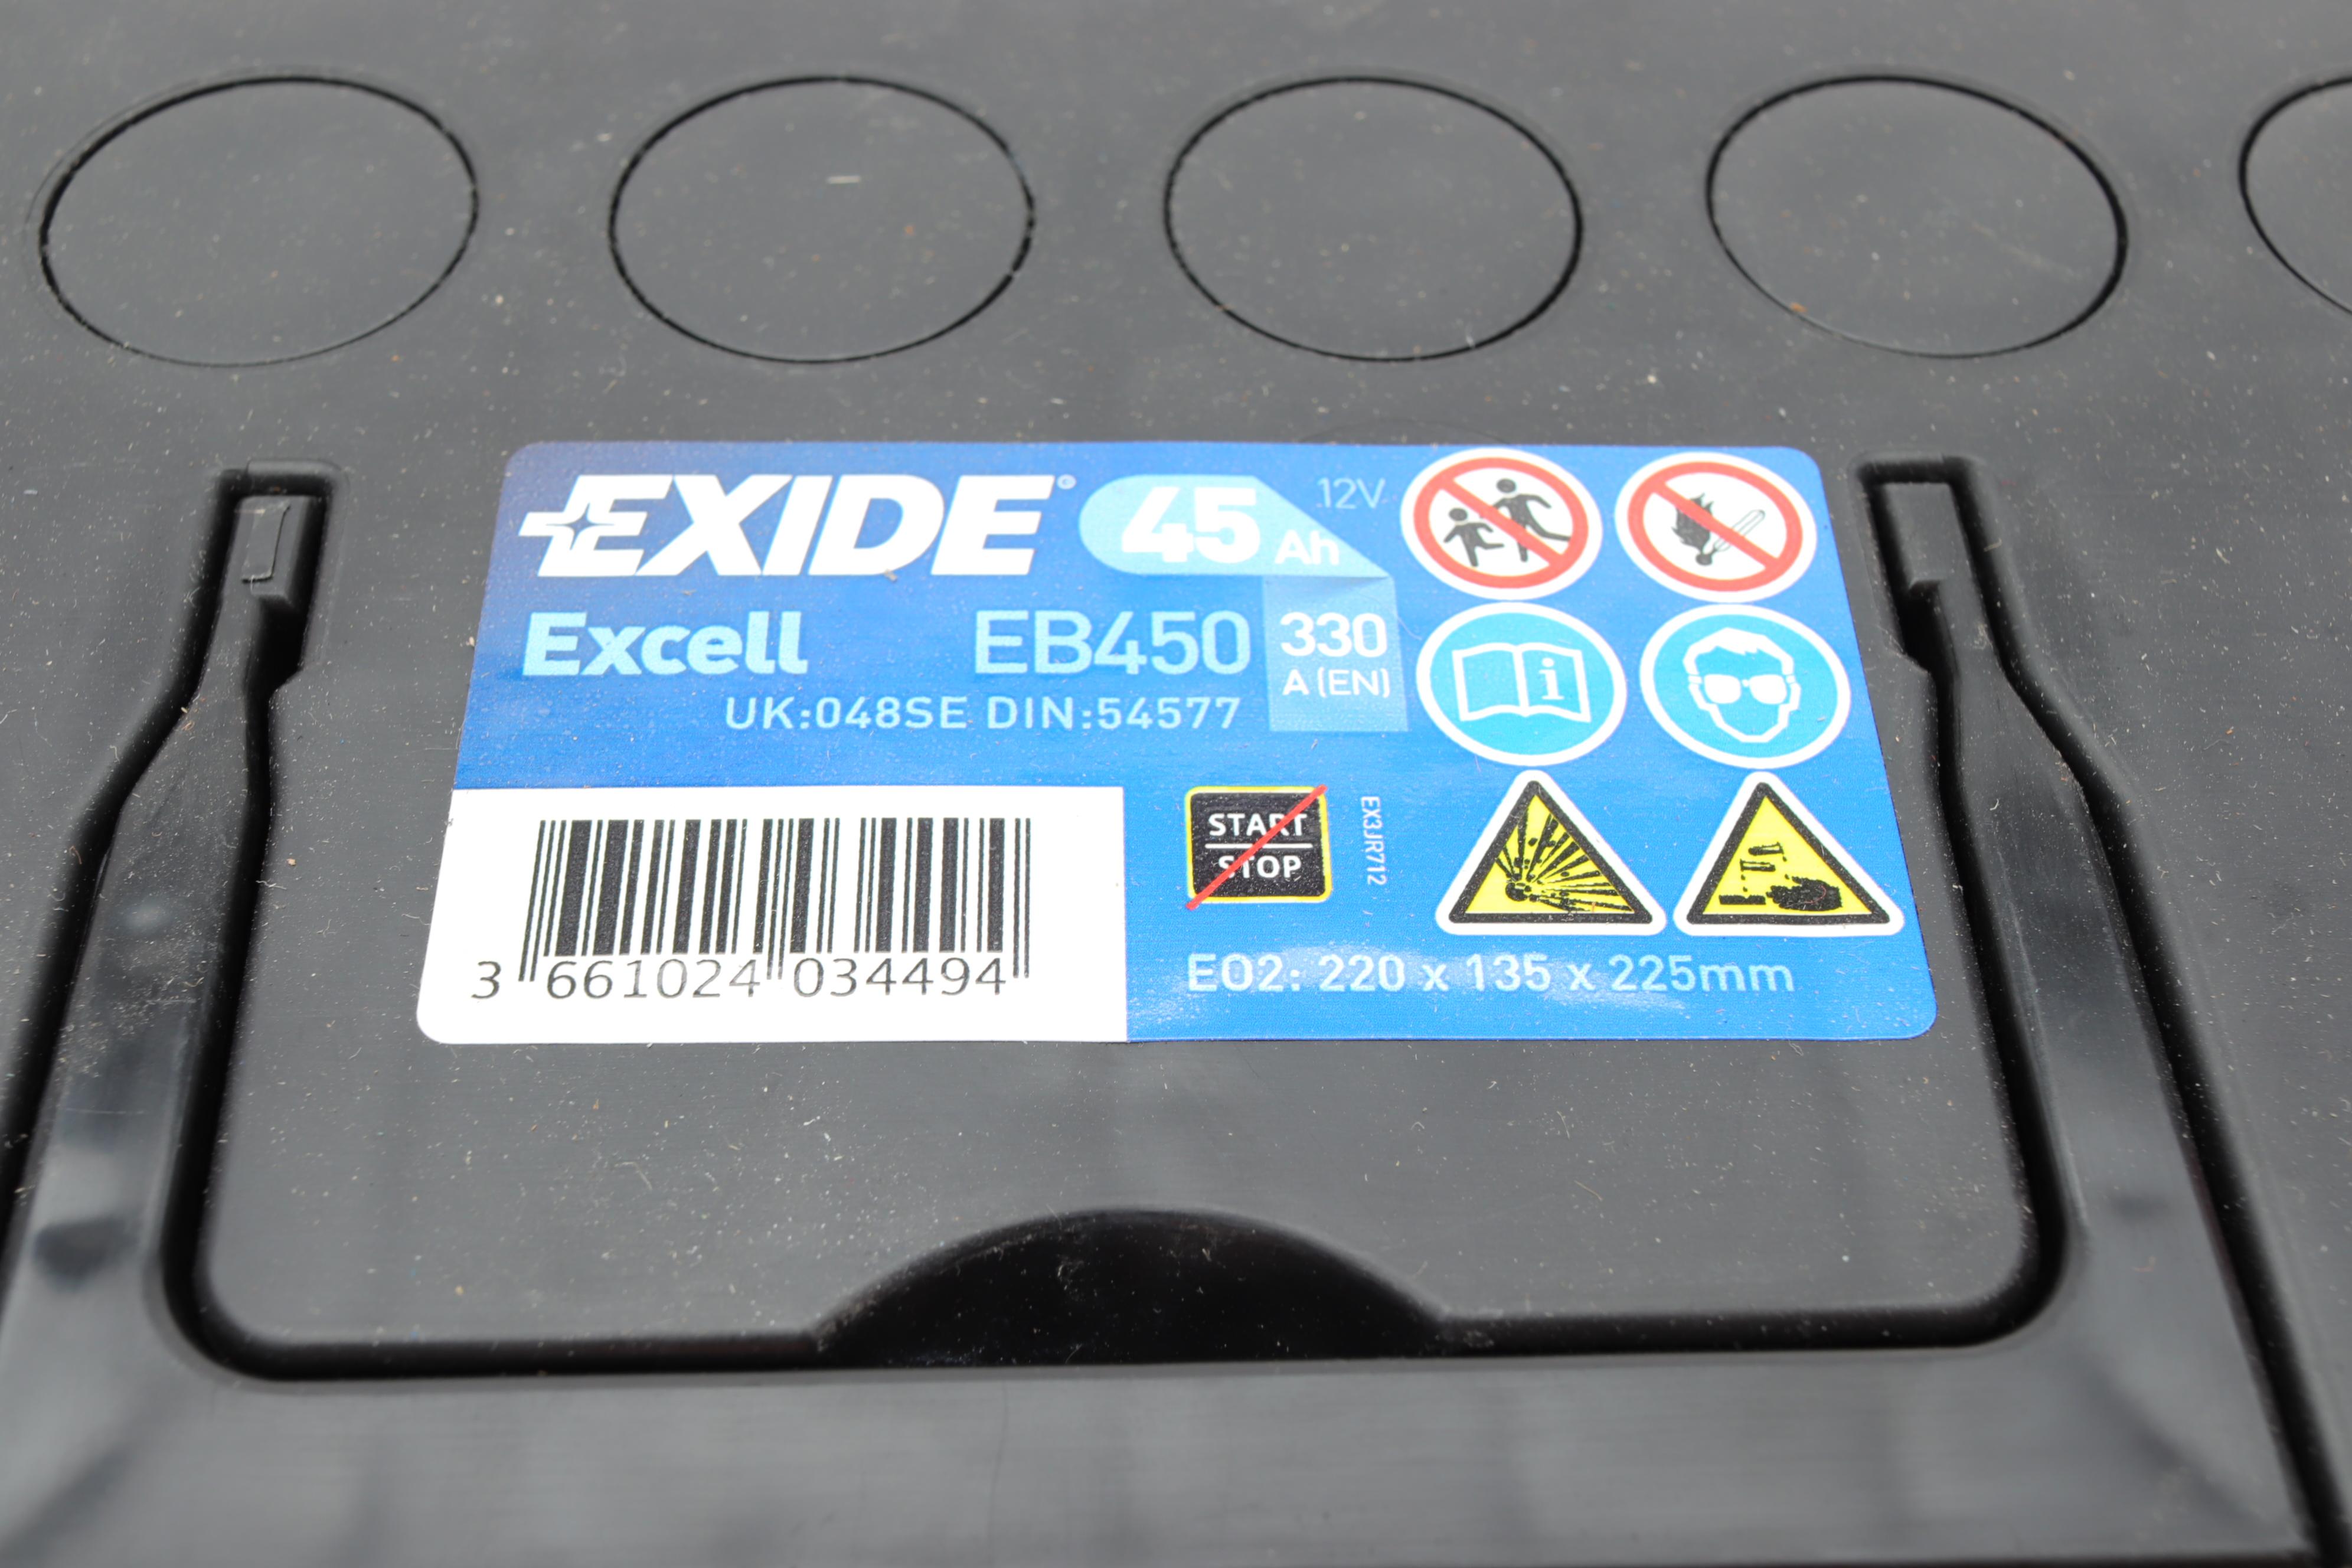 EXIDE® 45 Ah 12V
Excell EB450 330
A (EN)
UK:048SE DIN:54577
START
STOP
EX3JR712
3 661024 034494
EO2: 220 x 135 x 225mm